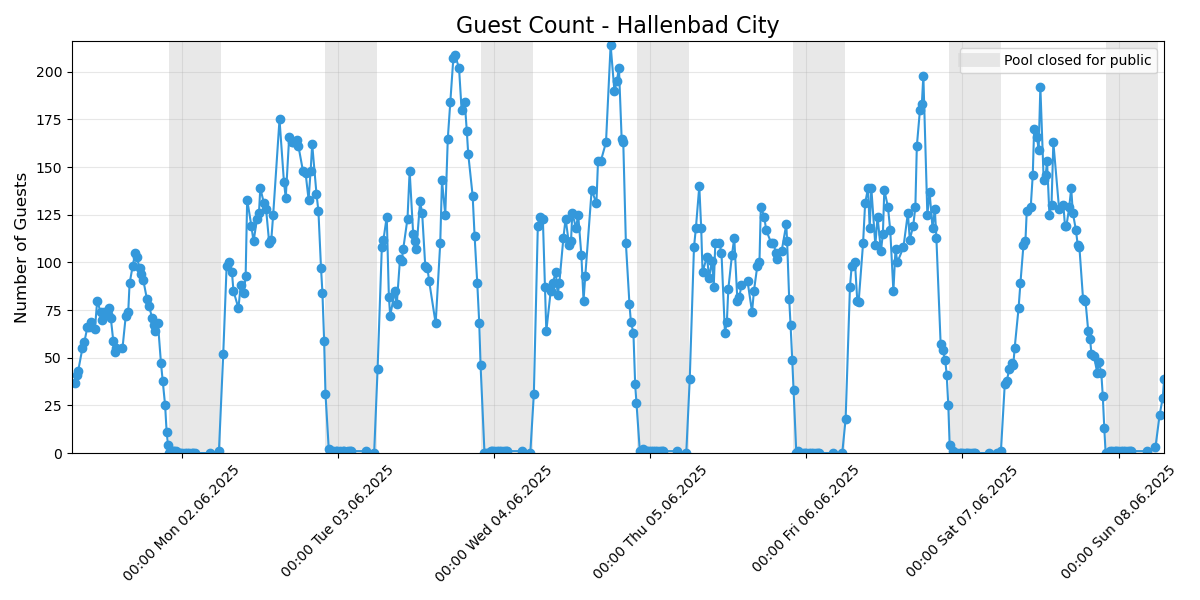 Guest Count - Hallenbad City
Pool closed for public
Number of Guests
200
175
150
125
100
75
50
25
0
00:00 Mon 02.06.2025
00:00 Tue 03.06.2025
00:00 Wed 04.06.2025
00:00 Thu 05.06.2025
00:00 Fri 06.06.2025
00:00 Sat 07.06.2025
00:00 Sun 08.06.2025